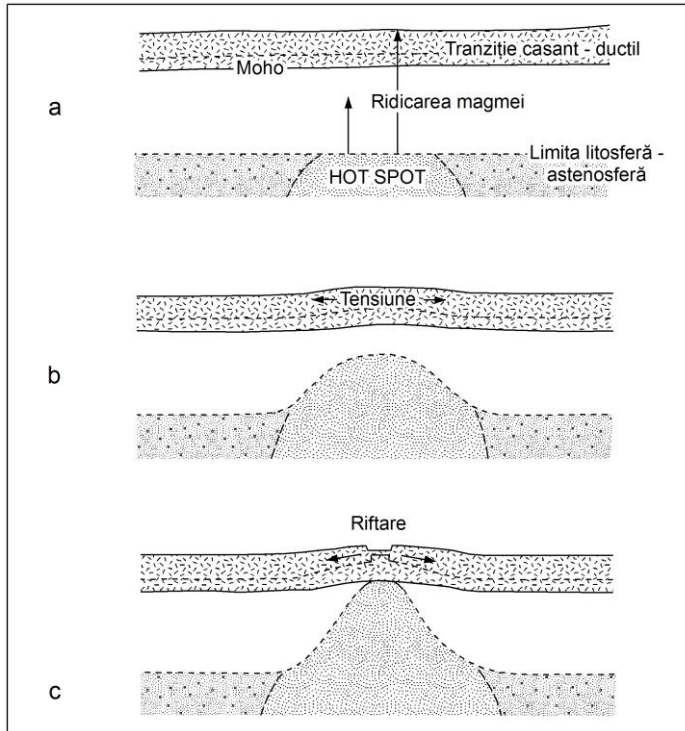 Tranziție casant - ductil
Moho
a
Ridicarea magmei
Limita litosferă -
astenosferă
HOT SPOT
Tensiune
b
Riftare
c